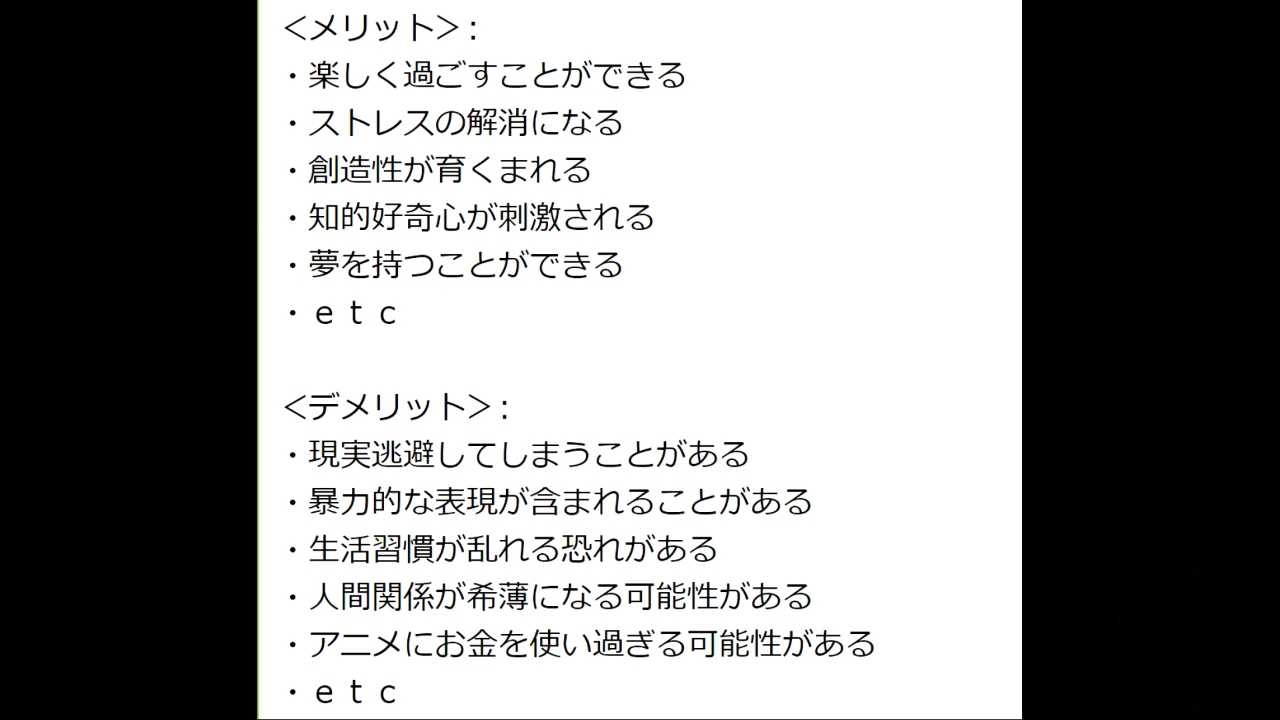 ＜メリット＞:
・楽しく過ごすことができる
・ストレスの解消になる
・創造性が育くまれる
・知的好奇心が刺激される
・夢を持つことができる
・ｅｔｃ
＜デメリット＞:
・現実逃避してしまうことがある
・暴力的な表現が含まれることがある
・生活習慣が乱れる恐れがある
・人間関係が希薄になる可能性がある
・アニメにお金を使い過ぎる可能性がある
・ｅｔｃ